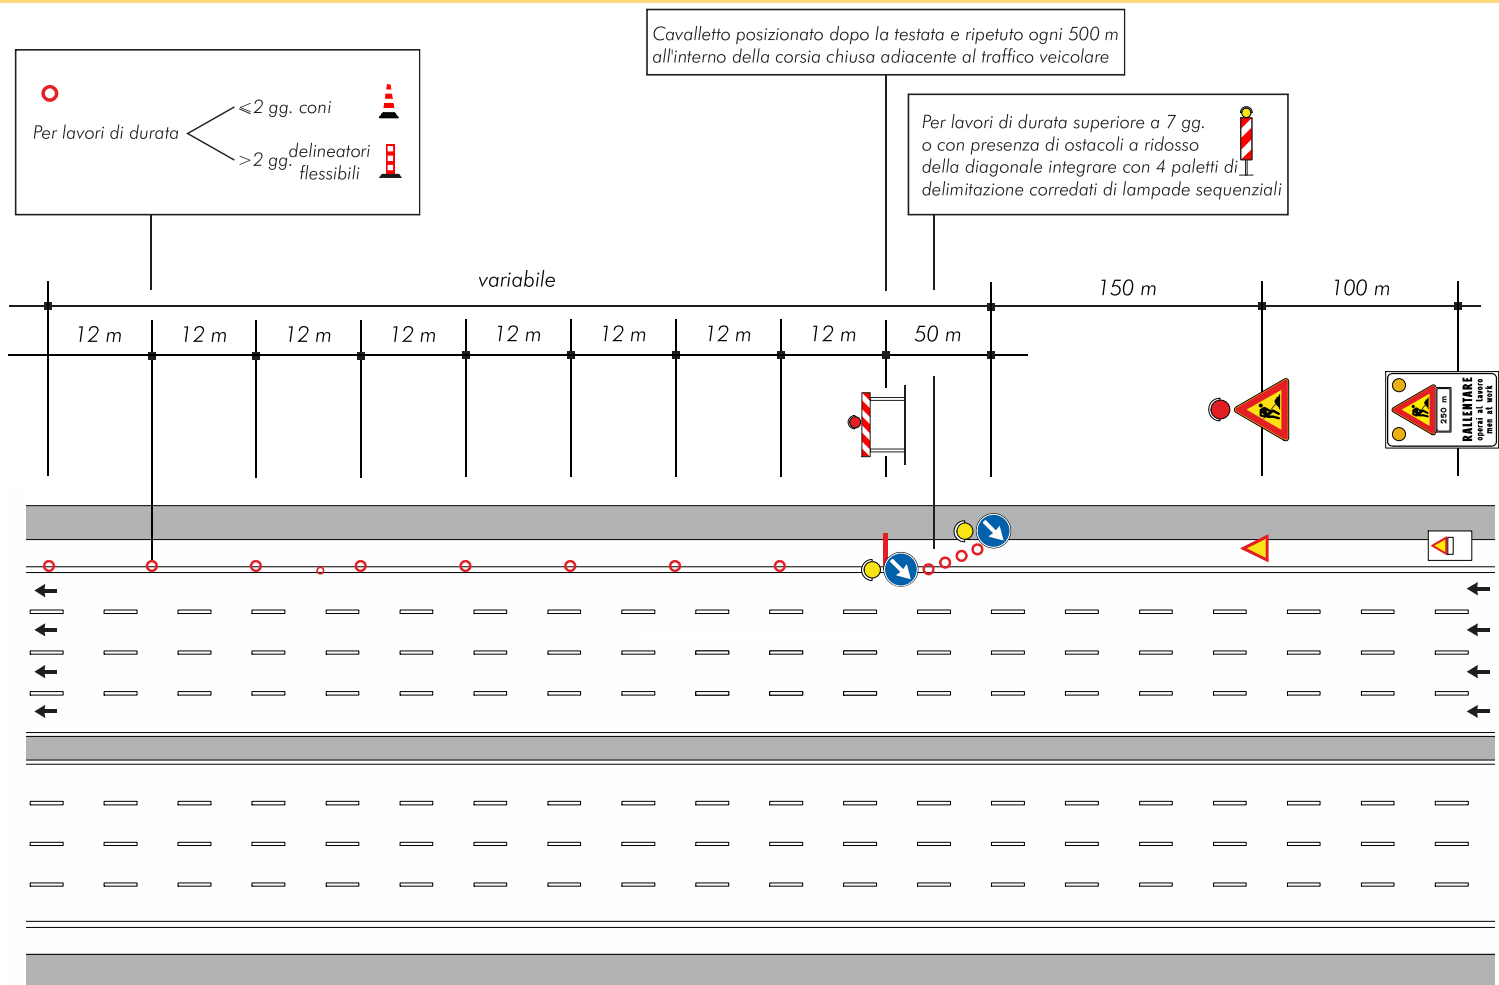 Cavalletto posizionato dopo la testata e ripetuto ogni 500 m
all'interno della corsia chiusa adiacente al traffico veicolare
Per lavori di durata
⩽2 gg. coni
>2 gg. delineatori
flessibili
Per lavori di durata superiore a 7 gg.
o con presenza di ostacoli a ridosso
della diagonale integrare con 4 paletti di
delimitazione corredati di lampade sequenziali
variabile
150 m
100 m
12 m
12 m
12 m
12 m
12 m
12 m
12 m
12 m
50 m
250 m
RALLENTARE
operai al lavoro
men at work